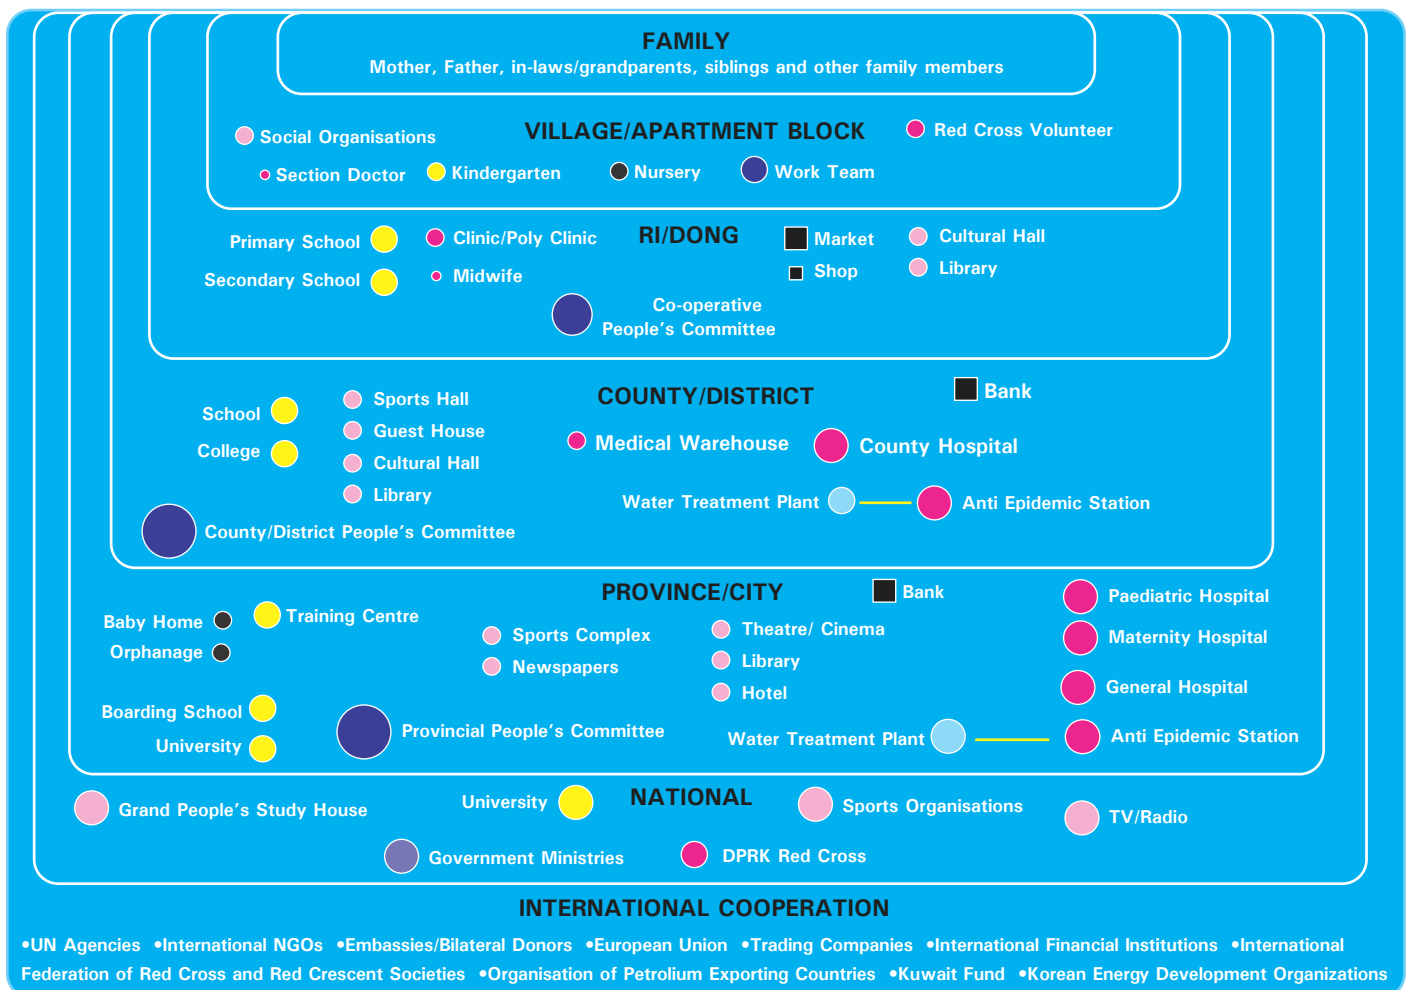 FAMILY
Mother, Father, in-laws/grandparents, siblings and other family members
Social Organisations
VILLAGE/APARTMENT BLOCK
Red Cross Volunteer
Section Doctor
Kindergarten
Nursery
Work Team
Primary School
Clinic/Poly Clinic
RI/DONG
Market
Cultural Hall
Secondary School
Midwife
Shop
Library
Co-operative
People's Committee
COUNTY/DISTRICT
Bank
School
College
Sports Hall
Guest House
Cultural Hall
Library
Medical Warehouse
County Hospital
Water Treatment Plant
Anti Epidemic Station
County/District People's Committee
PROVINCE/CITY
Bank
Paediatric Hospital
Baby Home
Training Centre
Orphanage
Sports Complex
Newspapers
Theatre/ Cinema
Library
Hotel
Maternity Hospital
General Hospital
Boarding School
University
Provincial People's Committee
Water Treatment Plant
Anti Epidemic Station
Grand People's Study House
University
NATIONAL
Sports Organisations
TV/Radio
Government Ministries
DPRK Red Cross
INTERNATIONAL COOPERATION
•UN Agencies •International NGOs •Embassies/Bilateral Donors •European Union •Trading Companies •International Financial Institutions •International
Federation of Red Cross and Red Crescent Societies •Organisation of Petrolium Exporting Countries •Kuwait Fund •Korean Energy Development Organizations